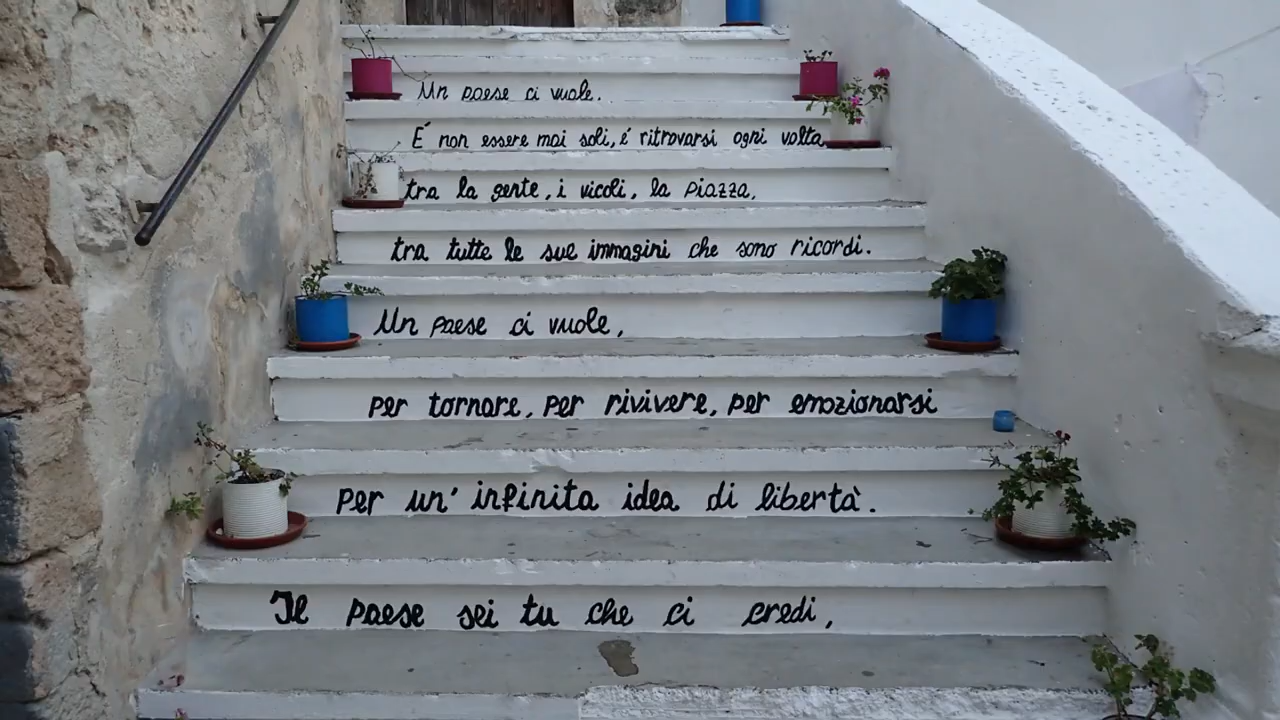 Un paese ci vuole.
É non essere mai soli, é ritrovarsi ogni volta
tra la gente, i vicoli, la piazza,
tra tutte le sue immagini che sono ricordi.
Un paese ci vuole,
per tornare, per rivivere, per emozionarsi
per un' infinita idea di libertà.
Il paese sei tu che ci credi,